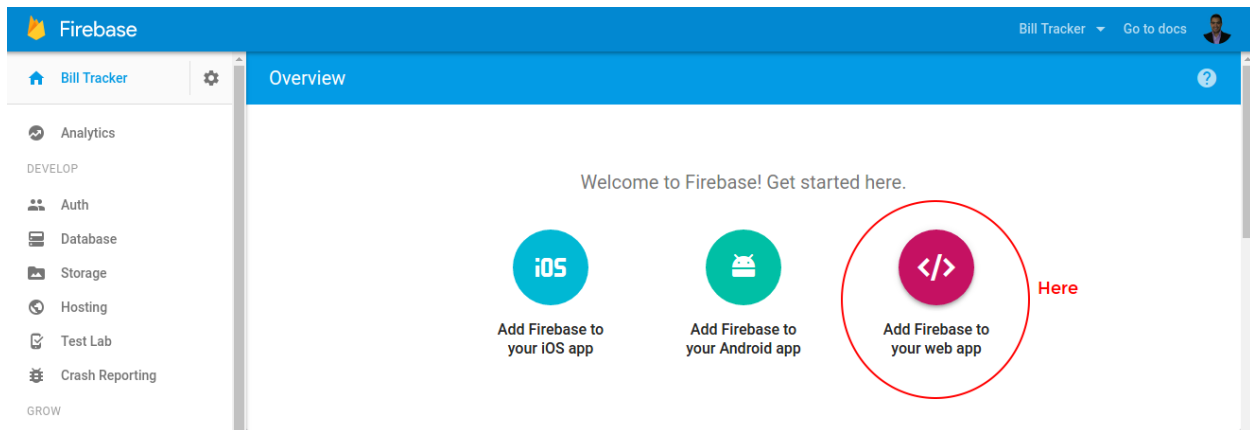 Firebase
Bill Tracker
Go to docs
Bill Tracker
Overview
?
Analytics
DEVELOP
Auth
Database
Storage
Hosting
Test Lab
Crash Reporting
GROW
Welcome to Firebase! Get started here.
iOS
</>
Here
Add Firebase to
your iOS app
Add Firebase to
your Android app
Add Firebase to
your web app